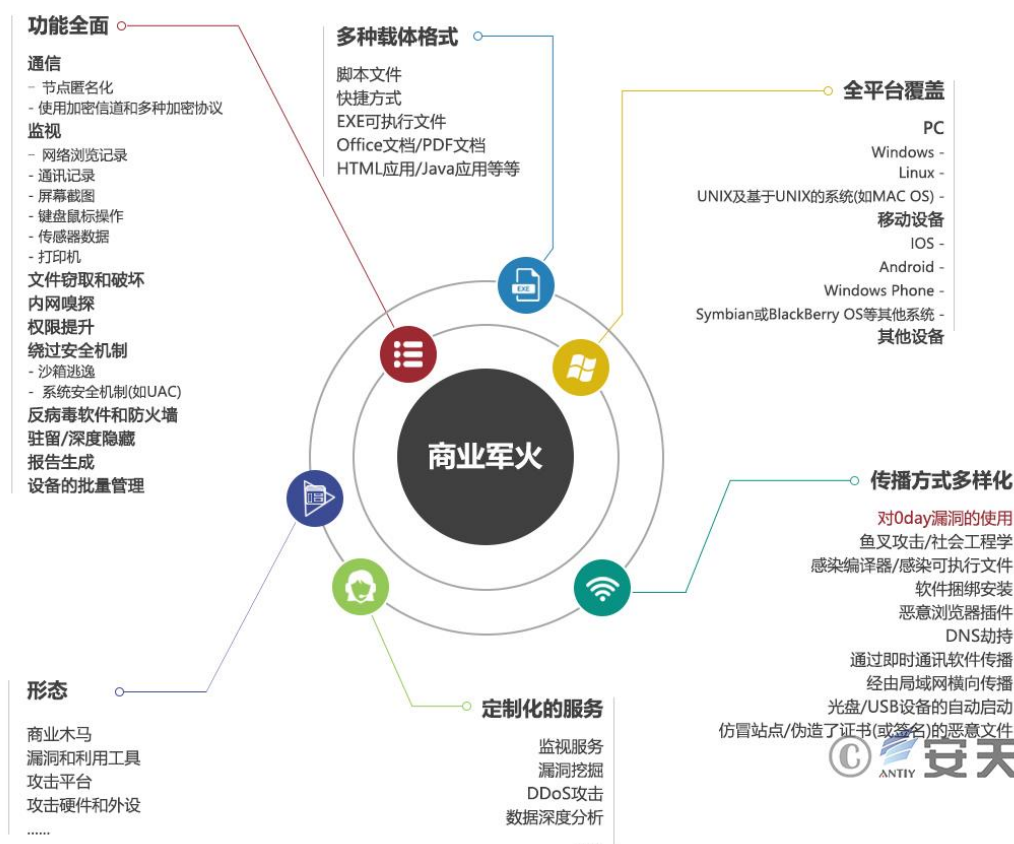 功能全面
通信
- 节点匿名化
- 使用加密信道和多种加密协议
监视
- 网络浏览记录
- 通讯记录
- 屏幕截图
- 键盘鼠标操作
- 传感器数据
- 打印机
文件窃取和破坏
内网嗅探
权限提升
绕过安全机制
- 沙箱逃逸
- 系统安全机制(如UAC)
反病毒软件和防火墙
驻留/深度隐藏
报告生成
设备的批量管理
多种载体格式
脚本文件
快捷方式
EXE可执行文件
Office文档/PDF文档
HTML应用/Java应用等等
全平台覆盖
PC
Windows -
Linux -
UNIX及基于UNIX的系统(如MAC OS) -
移动设备
IOS -
Android -
Windows Phone -
Symbian或BlackBerry OS等其他系统 -
其他设备
EXE
商业军火
传播方式多样化
对0day漏洞的使用
鱼叉攻击/社会工程学
感染编译器/感染可执行文件
软件捆绑安装
恶意浏览器插件
DNS劫持
通过即时通讯软件传播
经由局域网横向传播
光盘/USB设备的自动启动
仿冒站点/伪造了证书(或签名)的恶意文件
© ANTIY 安天
形态
商业木马
漏洞和利用工具
攻击平台
攻击硬件和外设
......
定制化的服务
监视服务
漏洞挖掘
DDoS攻击
数据深度分析